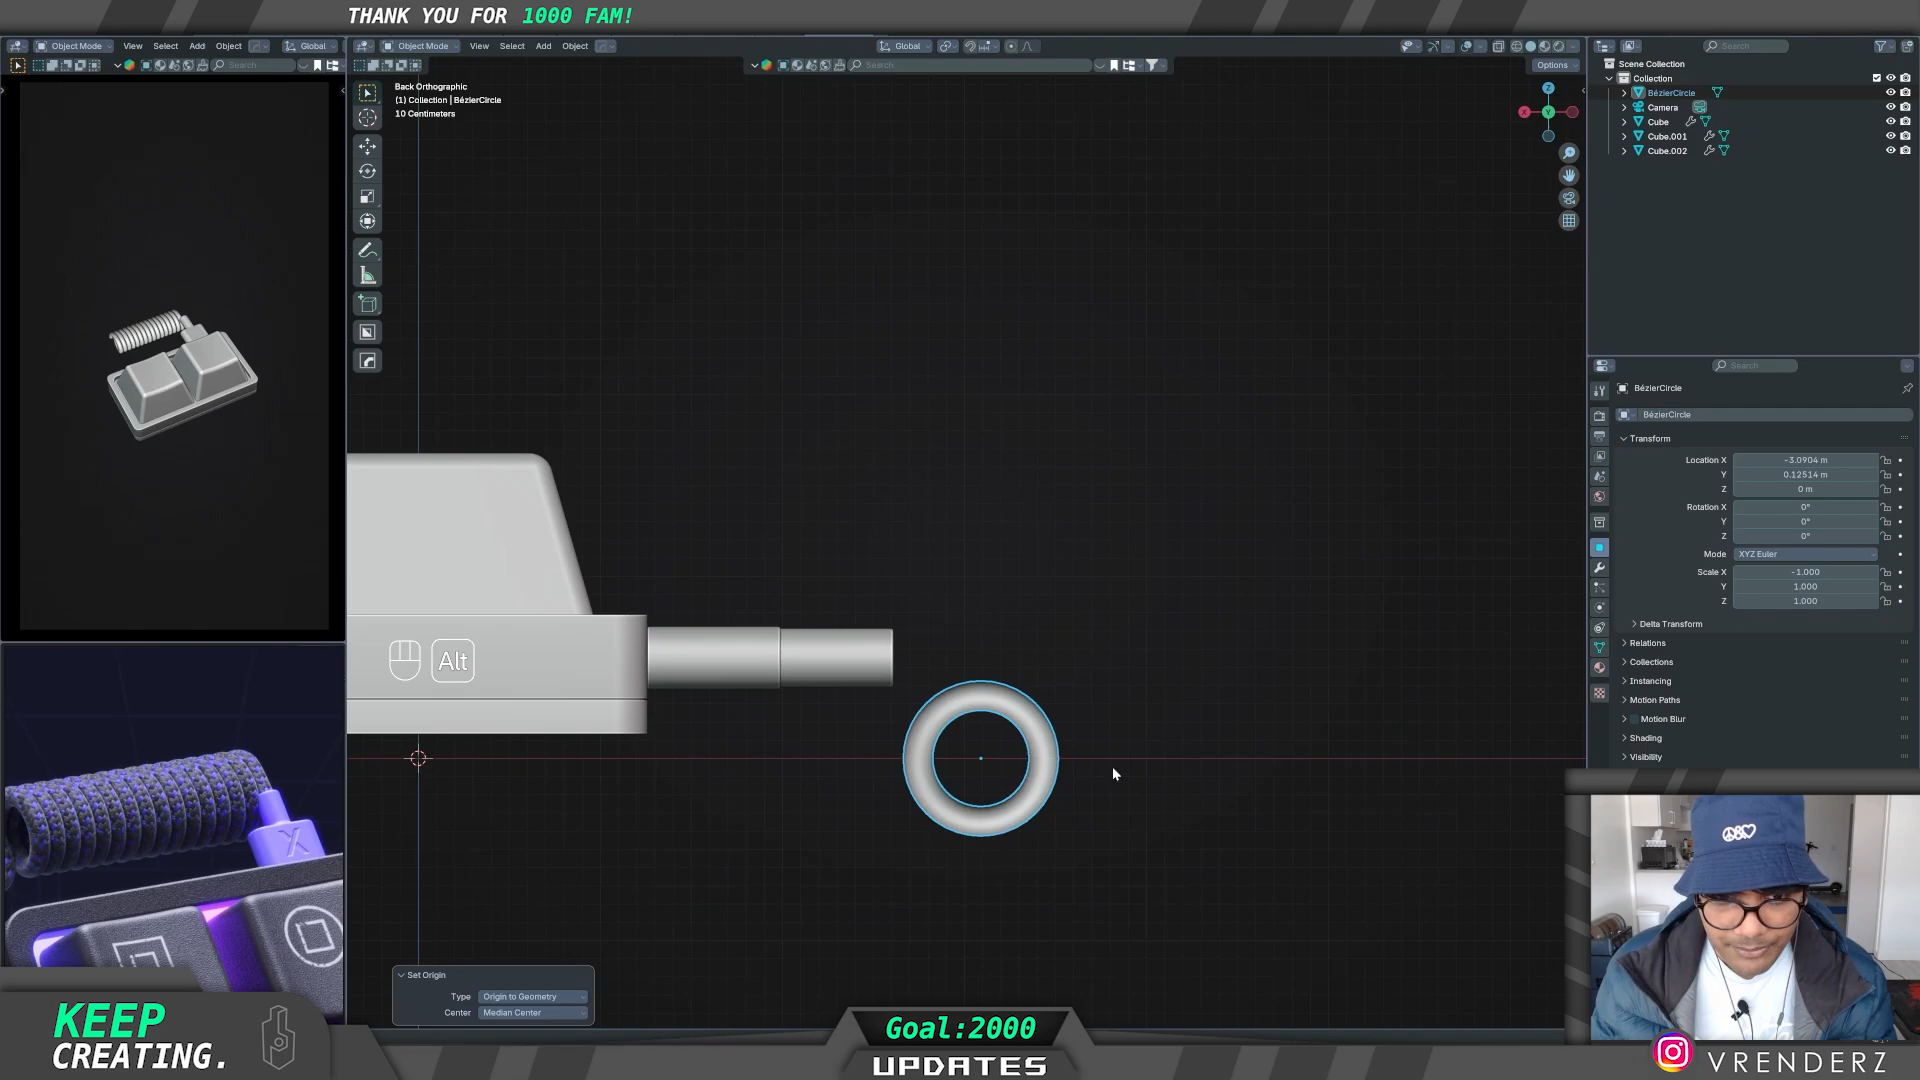 THANK YOU FOR 1000 FAM!
Object Mode View Select Add Object Global
Search
Object Mode View Select Add Object Global
Search
Options
Back Orthographic
(1) Collection | BézierCircle
10 Centimeters
Z
X
Y
Alt
Set Origin
Type Origin to Geometry
Center Median Center
Search
Scene Collection
Collection
BézierCircle
Camera
Cube
Cube.001
Cube.002
Search
BézierCircle
BézierCircle
Transform
Location X -3.0904 m
Y 0.12514 m
Z 0 m
Rotation X 0°
Y 0°
Z 0°
Mode XYZ Euler
Scale X -1.000
Y 1.000
Z 1.000
Delta Transform
Relations
Collections
Instancing
Motion Paths
Motion Blur
Shading
Visibility
X
KEEP
CREATING.
Goal:2000
UPDATES
VRENDERZ